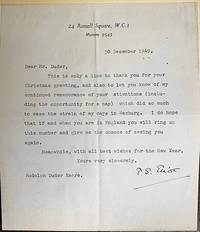 24 Russell Square, W.C.1
Museum 9543
30 December 1949.
Dear Mr. Duder,
This is only a line to thank you for your
Christmas greeting, and also to let you know of my
continued remembrance of your attentions (inclu-
ding the opportunity for a nap) which did so much
to ease the strain of my days in Hamburg. I do hope
that if and when you are in England you will ring up
this number and give me the chance of seeing you
again.
Meanwhile, with all best wishes for the New Year,
Yours very sincerely,
T. S. Eliot
Rudolph Duder Esqre.